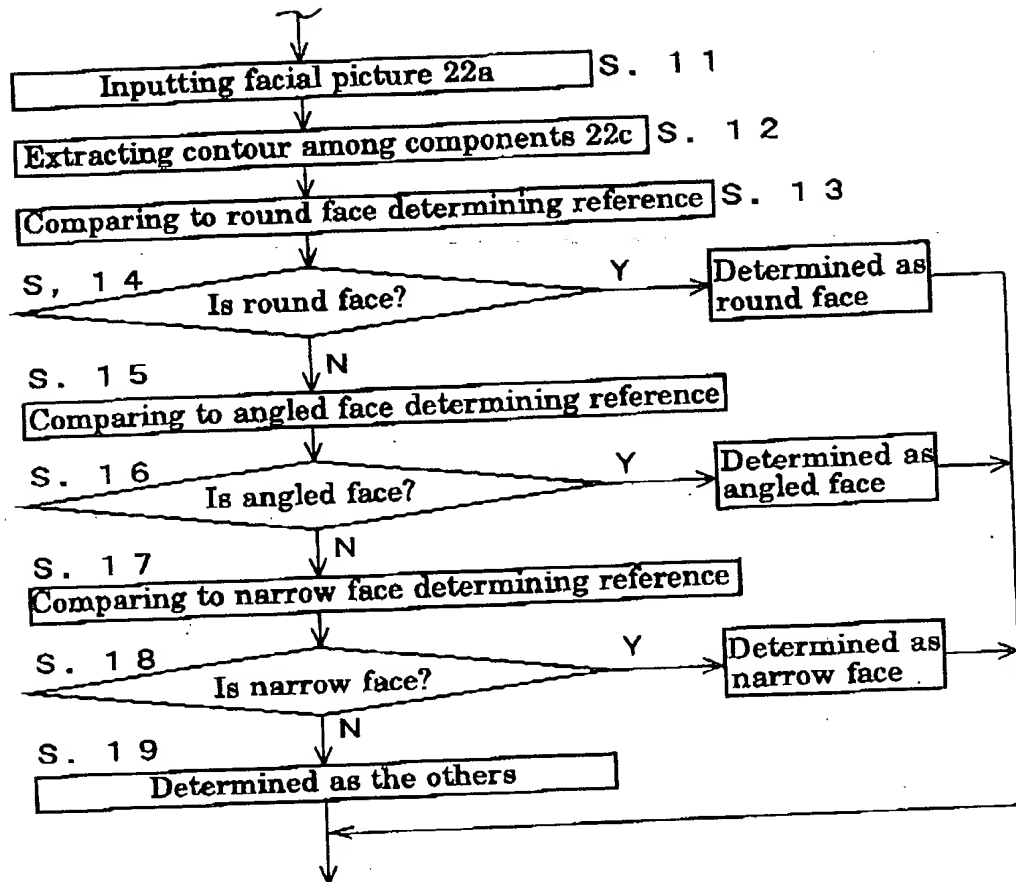 Inputting facial picture 22a
S. 11
Extracting contour among components 22c
S. 12
Comparing to round face determining reference
S. 13
S, 14
Is round face?
Y
Determined as
round face
N
S. 15
Comparing to angled face determining reference
S. 16
Is angled face?
Y
Determined as
angled face
N
S. 17
Comparing to narrow face determining reference
S. 18
Is narrow face?
Y
Determined as
narrow face
N
S. 19
Determined as the others